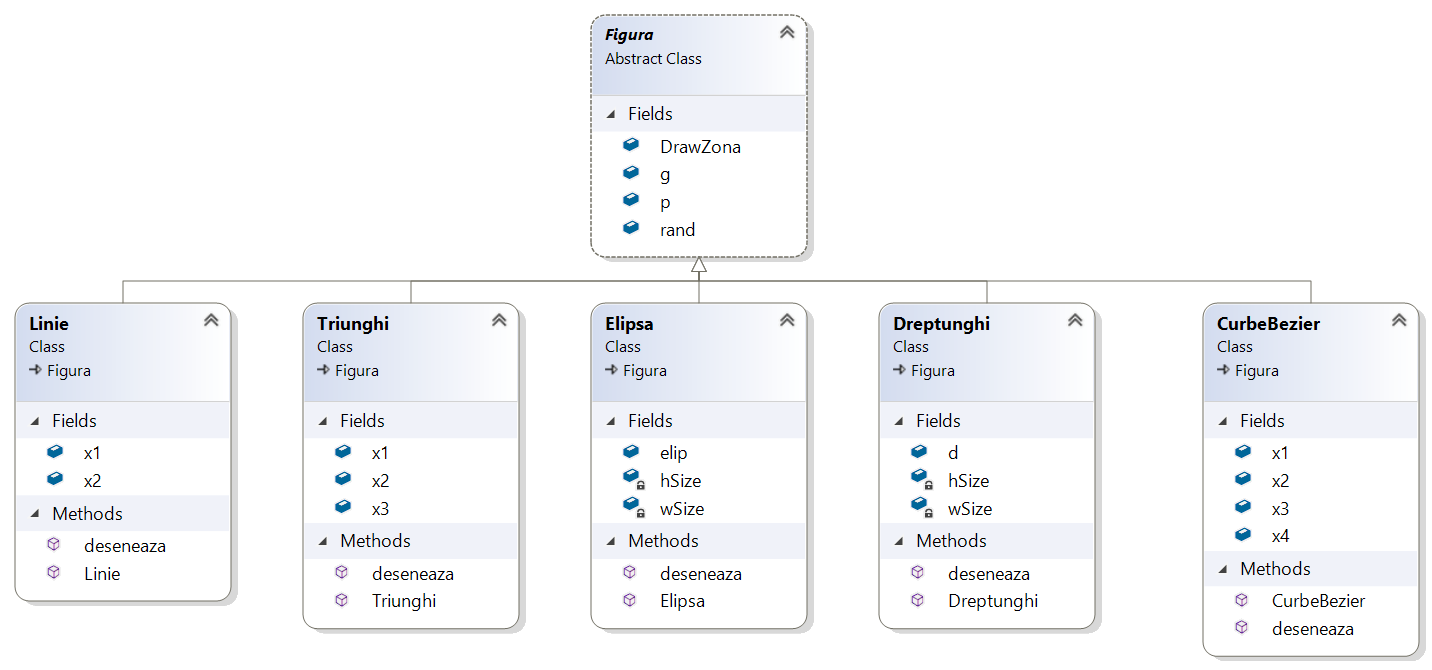 Figura
Abstract Class
Fields
DrawZona
g
p
rand
Linie
Class
Figura
Fields
x1
x2
Methods
deseneaza
Linie
Triunghi
Class
Figura
Fields
x1
x2
x3
Methods
deseneaza
Triunghi
Elipsa
Class
Figura
Fields
elip
hSize
wSize
Methods
deseneaza
Elipsa
Dreptunghi
Class
Figura
Fields
d
hSize
wSize
Methods
deseneaza
Dreptunghi
CurbeBezier
Class
Figura
Fields
x1
x2
x3
x4
Methods
CurbeBezier
deseneaza